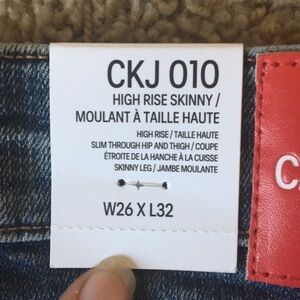 CKJ 010
HIGH RISE SKINNY /
MOULANT À TAILLE HAUTE
HIGH RISE / TAILLE HAUTE
SLIM THROUGH HIP AND THIGH / COUPE
ÉTROITE DE LA HANCHE À LA CUISSE
SKINNY LEG / JAMBE MOULANTE
W26 X L32
C